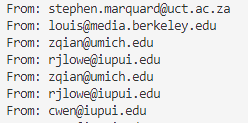 From: stephen.marquard@uct.ac.za
From: louis@media.berkeley.edu
From: zqian@umich.edu
From: rjlowe@iupui.edu
From: zqian@umich.edu
From: rjlowe@iupui.edu
From: cwen@iupui.edu